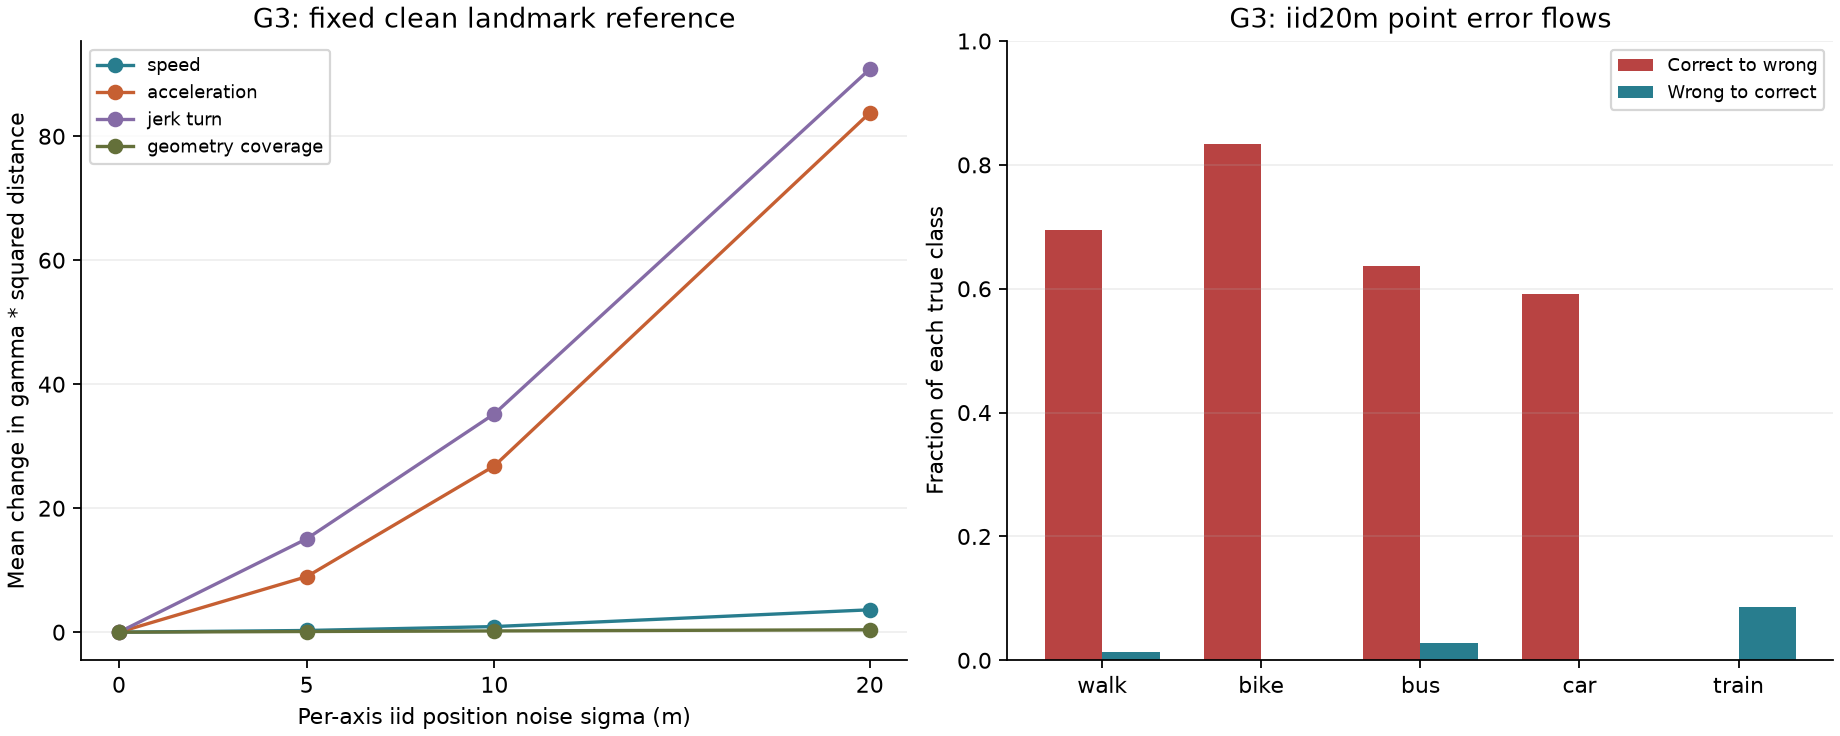 G3: fixed clean landmark reference
speed
acceleration
jerk turn
geometry coverage
Mean change in gamma * squared distance
80
60
40
20
0
0 5 10 20
Per-axis iid position noise sigma (m)
G3: iid20m point error flows
Correct to wrong
Wrong to correct
Fraction of each true class
1.0
0.8
0.6
0.4
0.2
0.0
walk bike bus car train